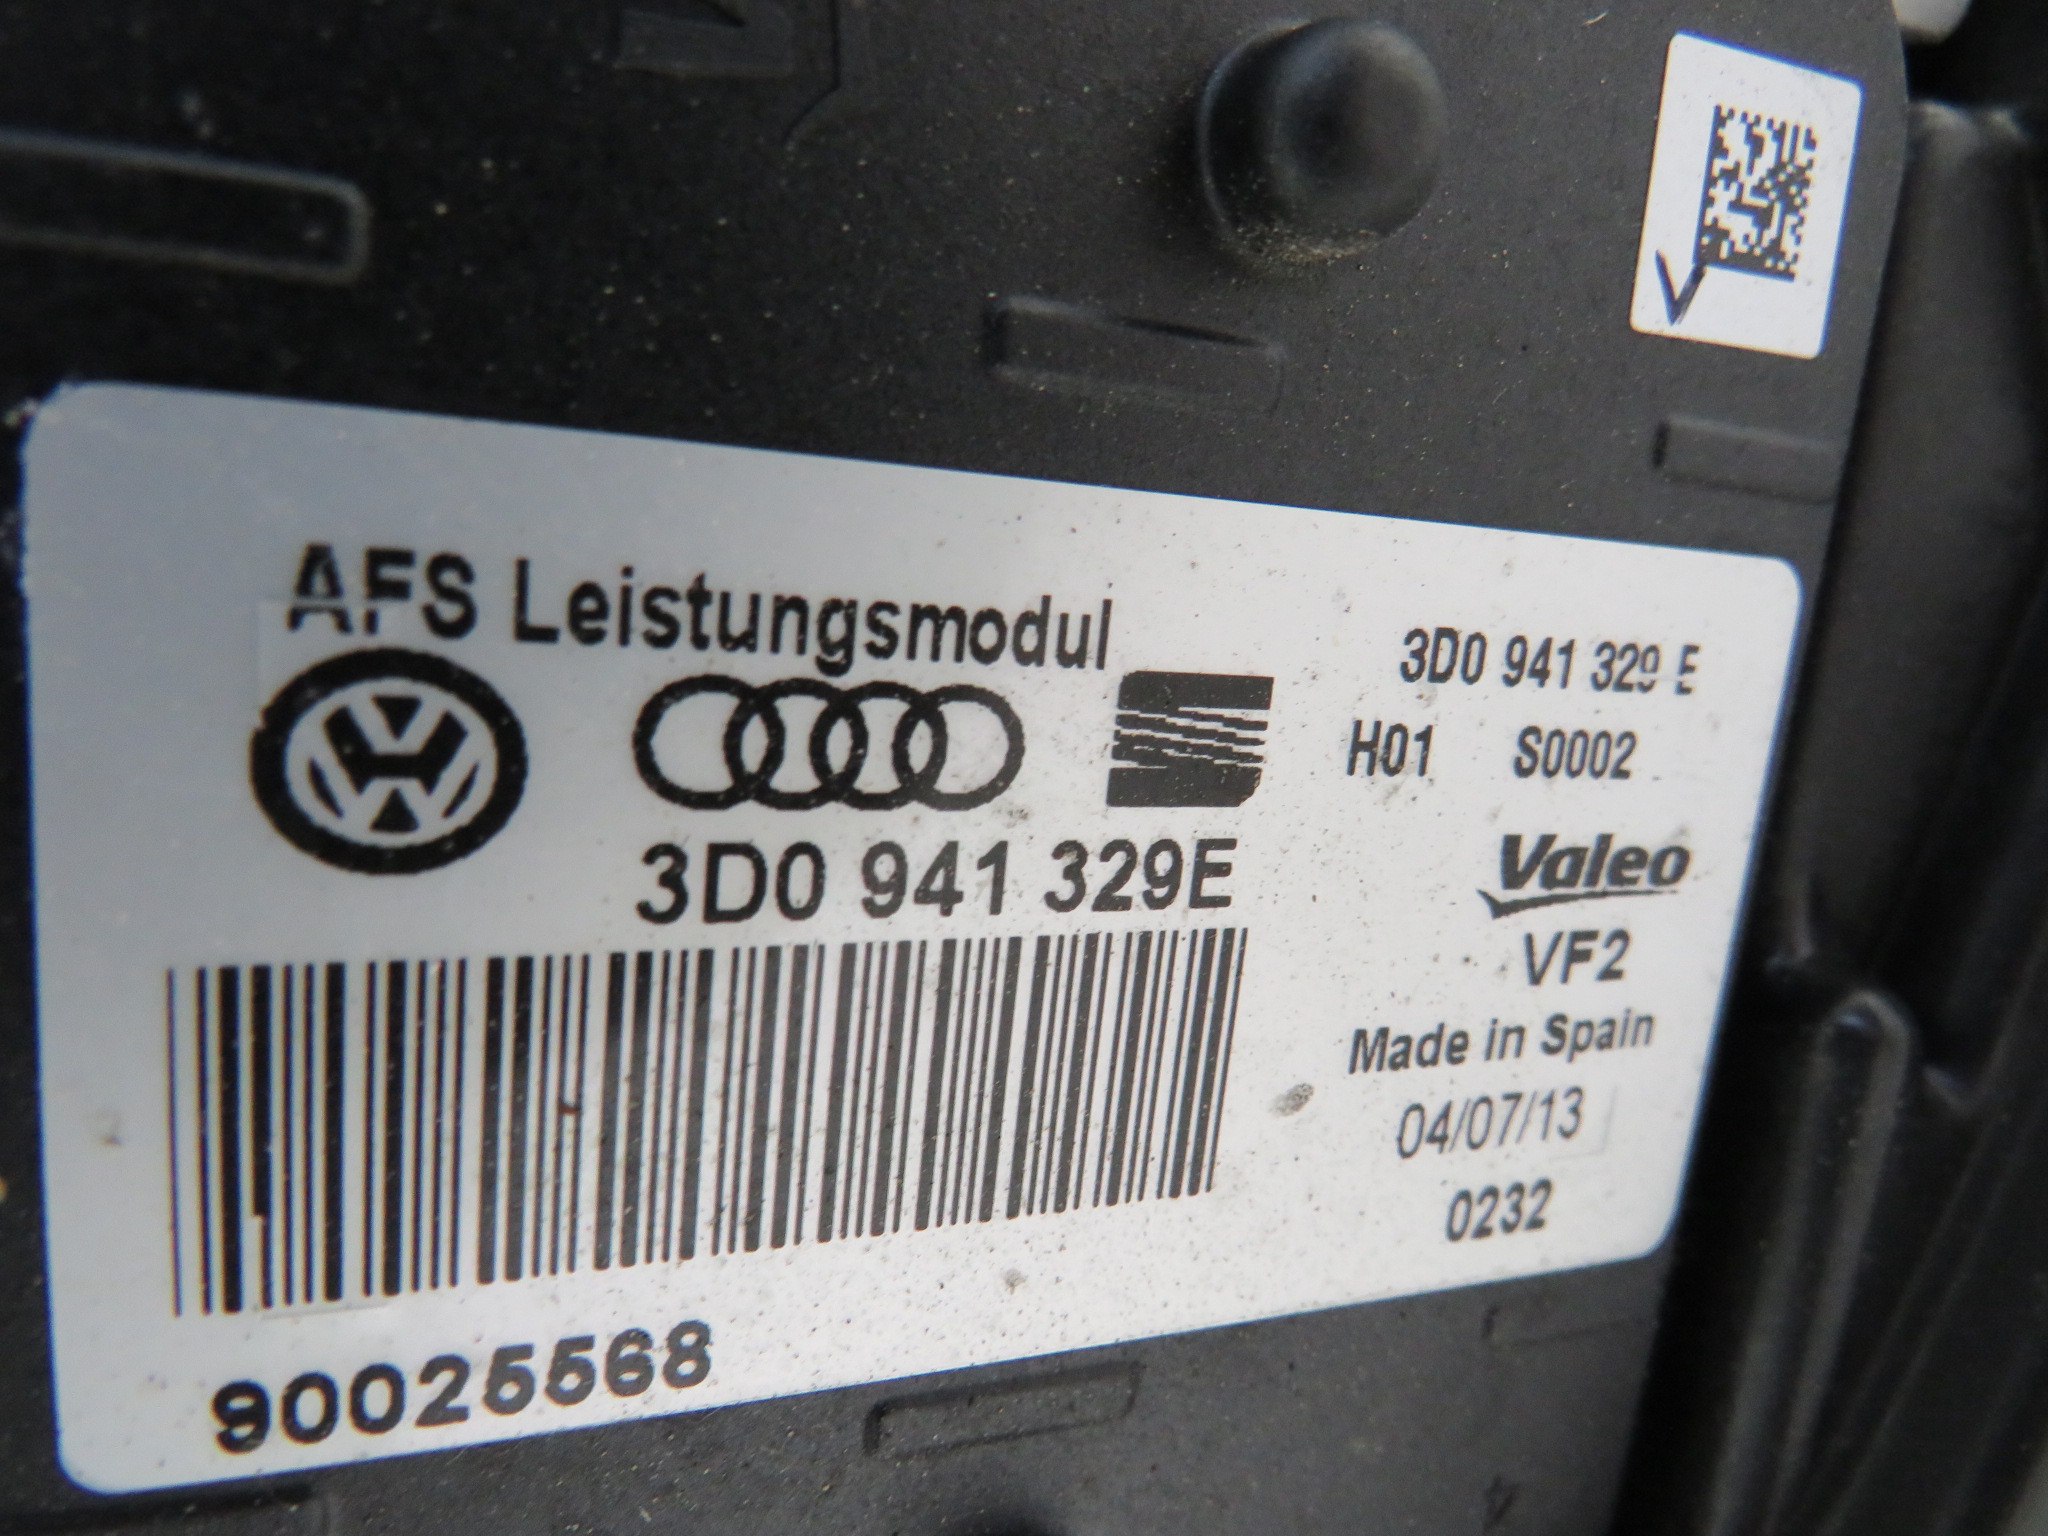 AFS Leistungsmodul
3D0 941 329E
90025568
3D0 941 329 E
H01 S0002
Valeo
VF2
Made in Spain
04/07/13
0232